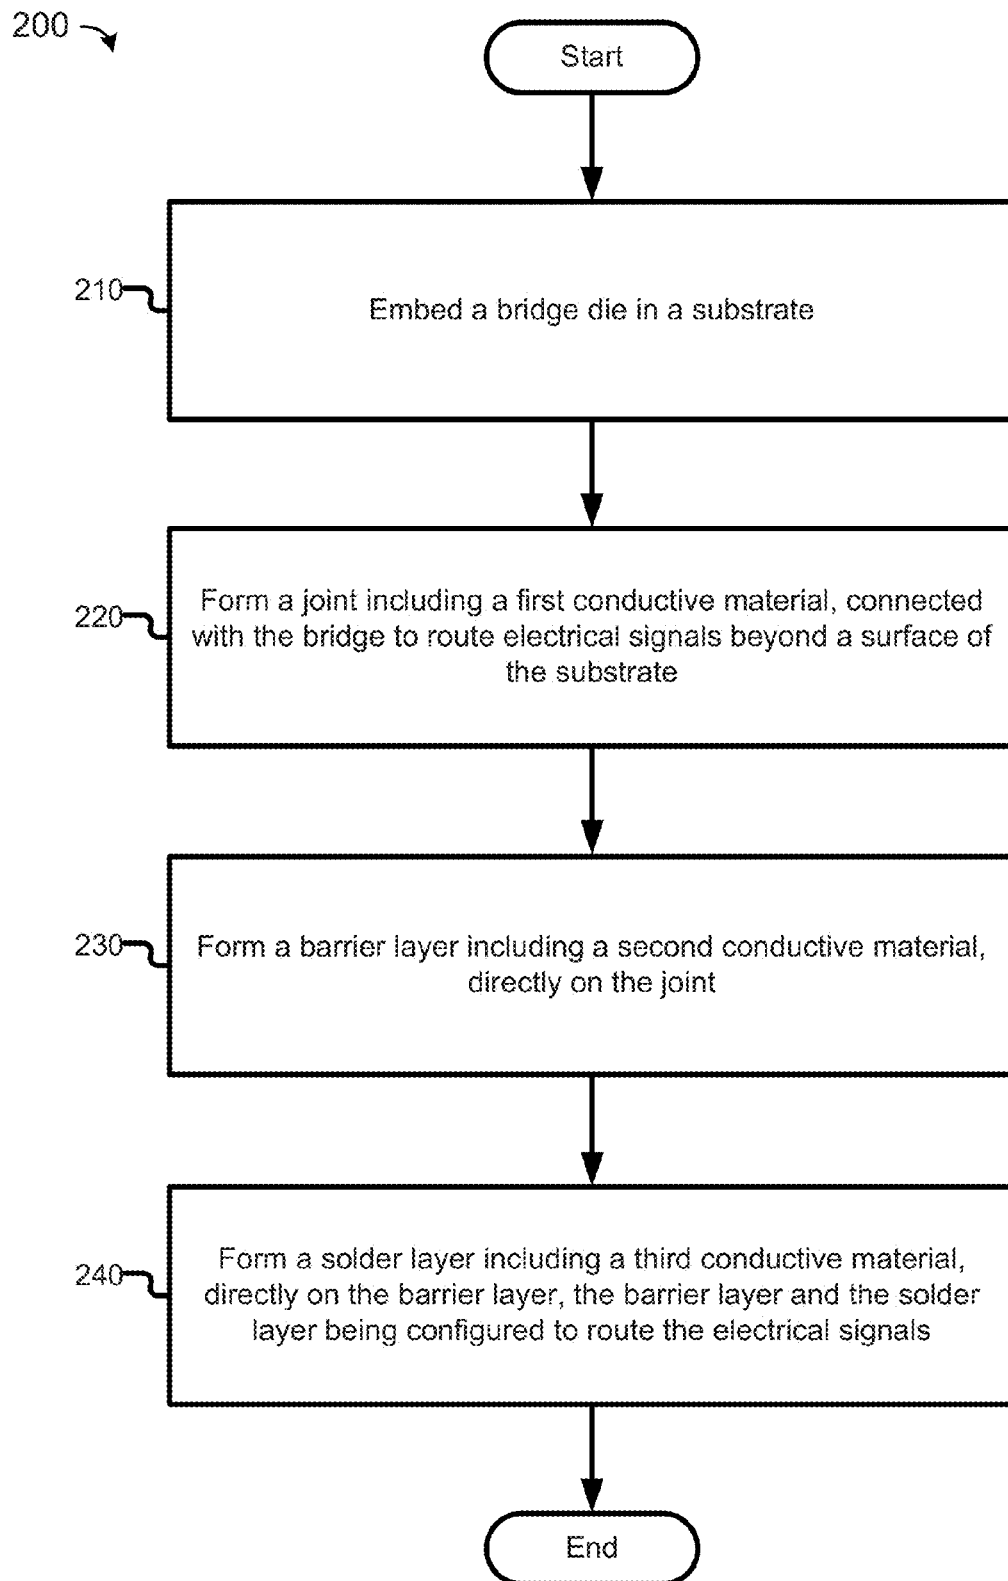 200
Start
210
Embed a bridge die in a substrate
220
Form a joint including a first conductive material, connected
with the bridge to route electrical signals beyond a surface of
the substrate
230
Form a barrier layer including a second conductive material,
directly on the joint
240
Form a solder layer including a third conductive material,
directly on the barrier layer, the barrier layer and the solder
layer being configured to route the electrical signals
End